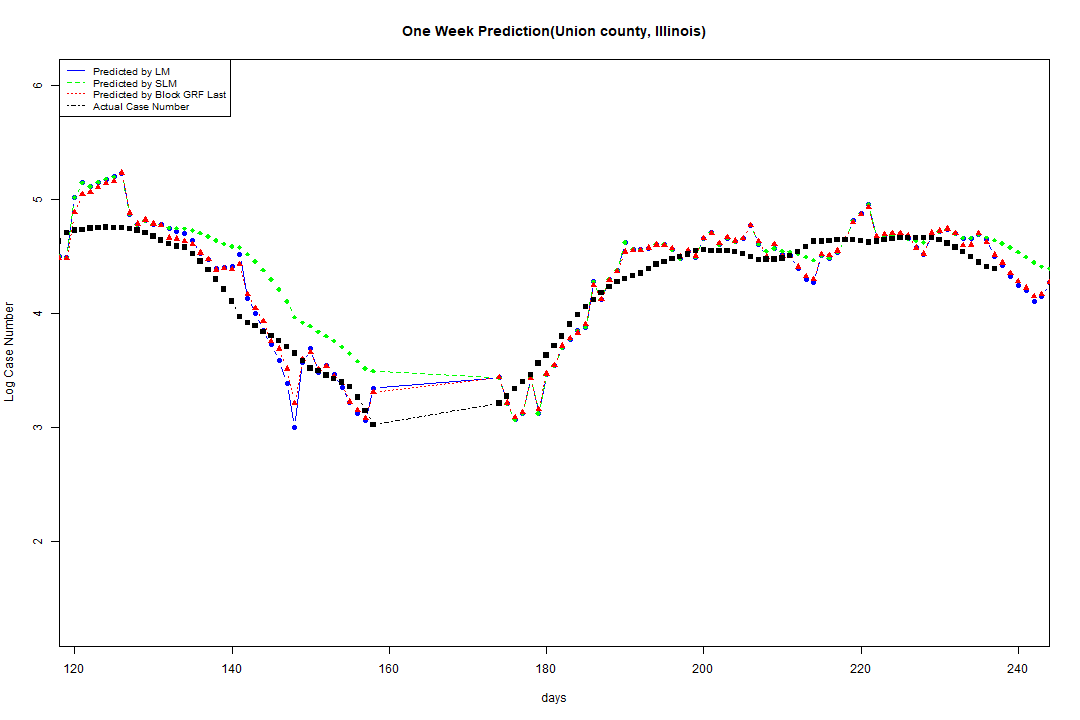 One Week Prediction(Union county, Illinois)
Predicted by LM
Predicted by SLM
Predicted by Block GRF Last
Actual Case Number
6
5
4
3
2
Log Case Number
120 140 160 180 200 220 240
days